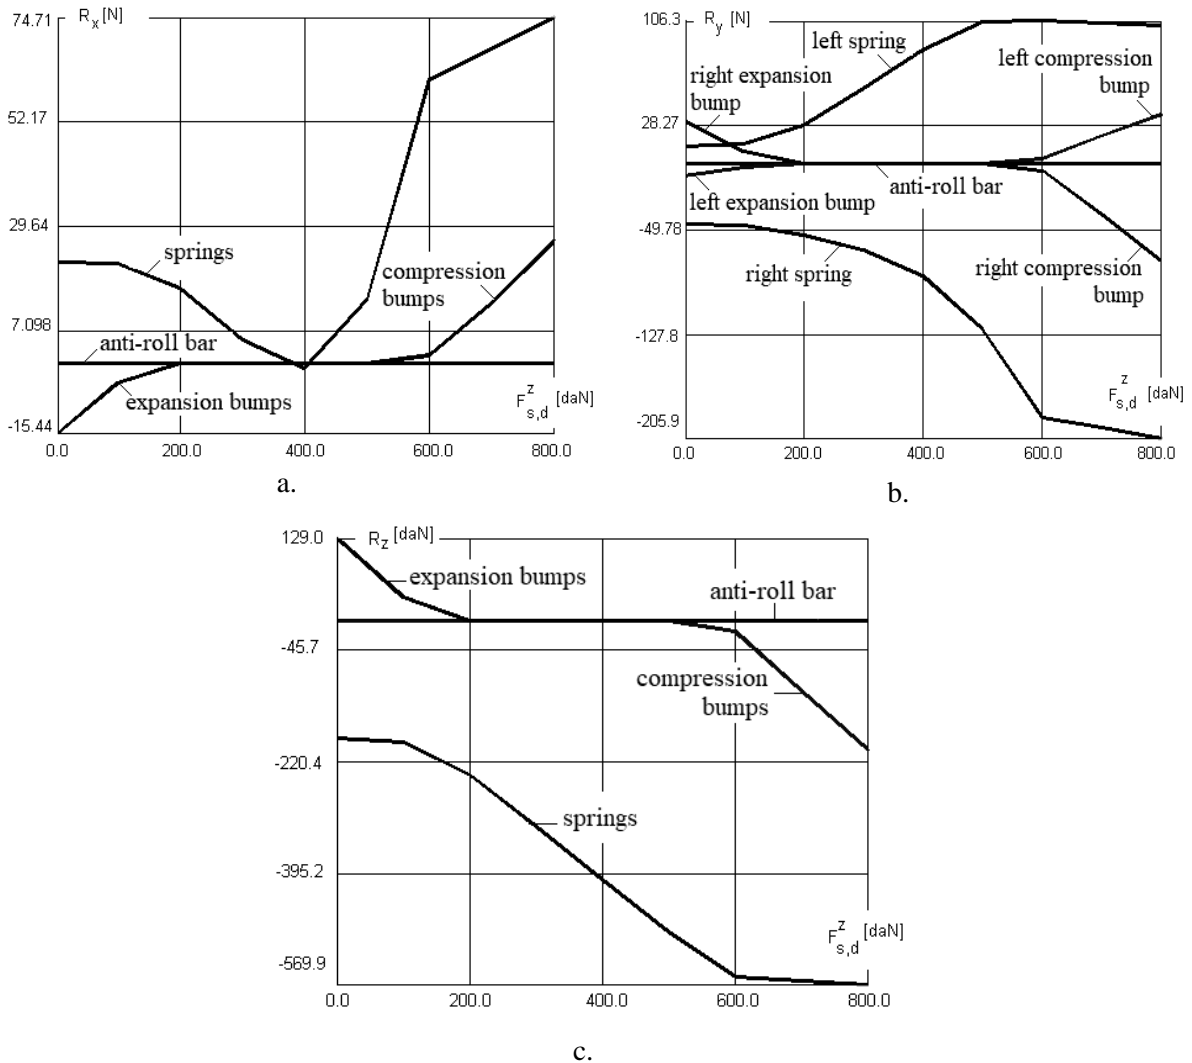 74.71
R_x [N]
52.17
29.64
springs
compression
bumps
7.098
anti-roll bar
expansion bumps
F^z_s,d [daN]
-15.44
0.0 200.0 400.0 600.0 800.0
a.
106.3
R_y [N]
left spring
left compression
bump
right expansion
bump
28.27
anti-roll bar
left expansion bump
-49.78
right spring
right compression
bump
-127.8
F^z_s,d [daN]
-205.9
0.0 200.0 400.0 600.0 800.0
b.
129.0
R_z [daN]
expansion bumps
anti-roll bar
-45.7
compression
bumps
-220.4
springs
-395.2
F^z_s,d [daN]
-569.9
0.0 200.0 400.0 600.0 800.0
c.